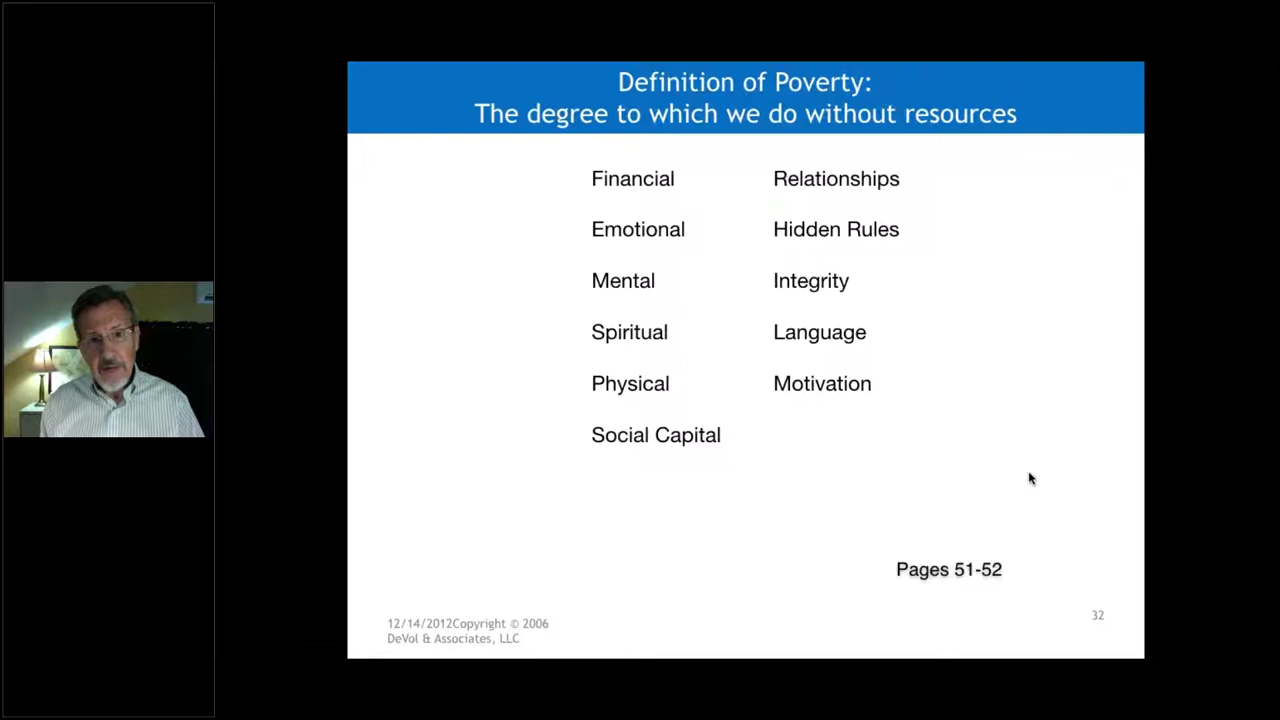 Definition of Poverty:
The degree to which we do without resources
Financial
Emotional
Mental
Spiritual
Physical
Social Capital
Relationships
Hidden Rules
Integrity
Language
Motivation
Pages 51-52
12/14/2012Copyright © 2006
DeVol & Associates, LLC
32